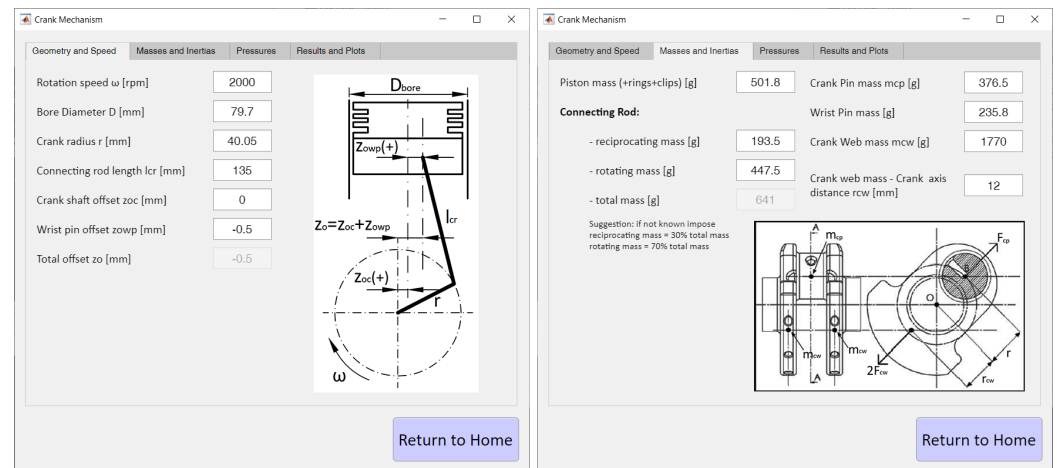 Crank Mechanism
Geometry and Speed Masses and Inertias Pressures Results and Plots
Rotation speed ω [rpm] 2000
Bore Diameter D [mm] 79.7
Crank radius r [mm] 40.05
Connecting rod length lcr [mm] 135
Crank shaft offset zoc [mm] 0
Wrist pin offset zowp [mm] -0.5
Total offset zo [mm] -0.5
Dbore
Zowp(+)
Zo=Zoc+Zowp
lcr
Zoc(+)
r
ω
Return to Home
Crank Mechanism
Geometry and Speed Masses and Inertias Pressures Results and Plots
Piston mass (+rings+clips) [g] 501.8
Connecting Rod:
- reciprocating mass [g] 193.5
- rotating mass [g] 447.5
- total mass [g] 641
Suggestion: if not known impose
reciprocating mass = 30% total mass
rotating mass = 70% total mass
Crank Pin mass mcp [g] 376.5
Wrist Pin mass [g] 235.8
Crank Web mass mcw [g] 1770
Crank web mass - Crank axis
distance rcw [mm] 12
A
mcp
Fcp
O
mcw
mcw
2Fcw
r
rcw
A
Return to Home